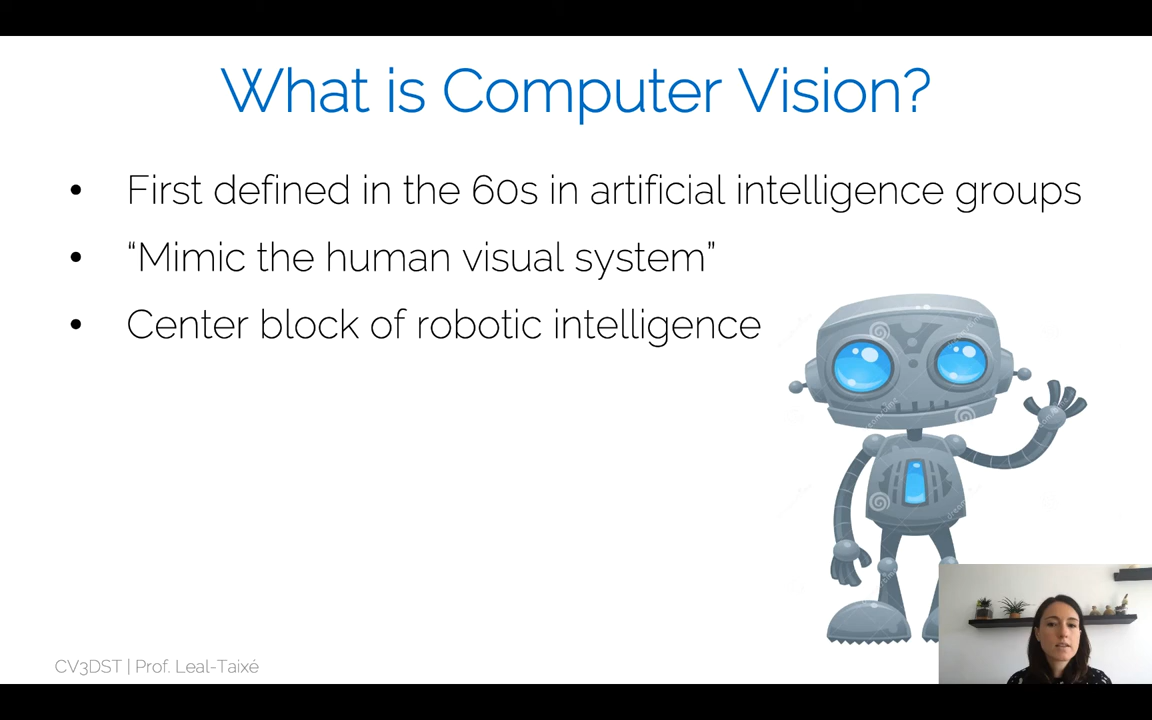 What is Computer Vision?
• First defined in the 60s in artificial intelligence groups
• “Mimic the human visual system”
• Center block of robotic intelligence
CV3DST | Prof. Leal-Taixé